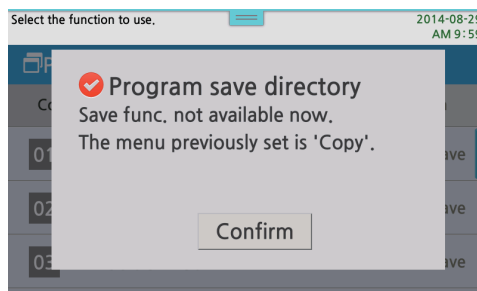 Select the function to use.
2014-08-29
AM 9:59
Program save directory
Save func. not available now.
The menu previously set is 'Copy'.
01
02
03
Confirm